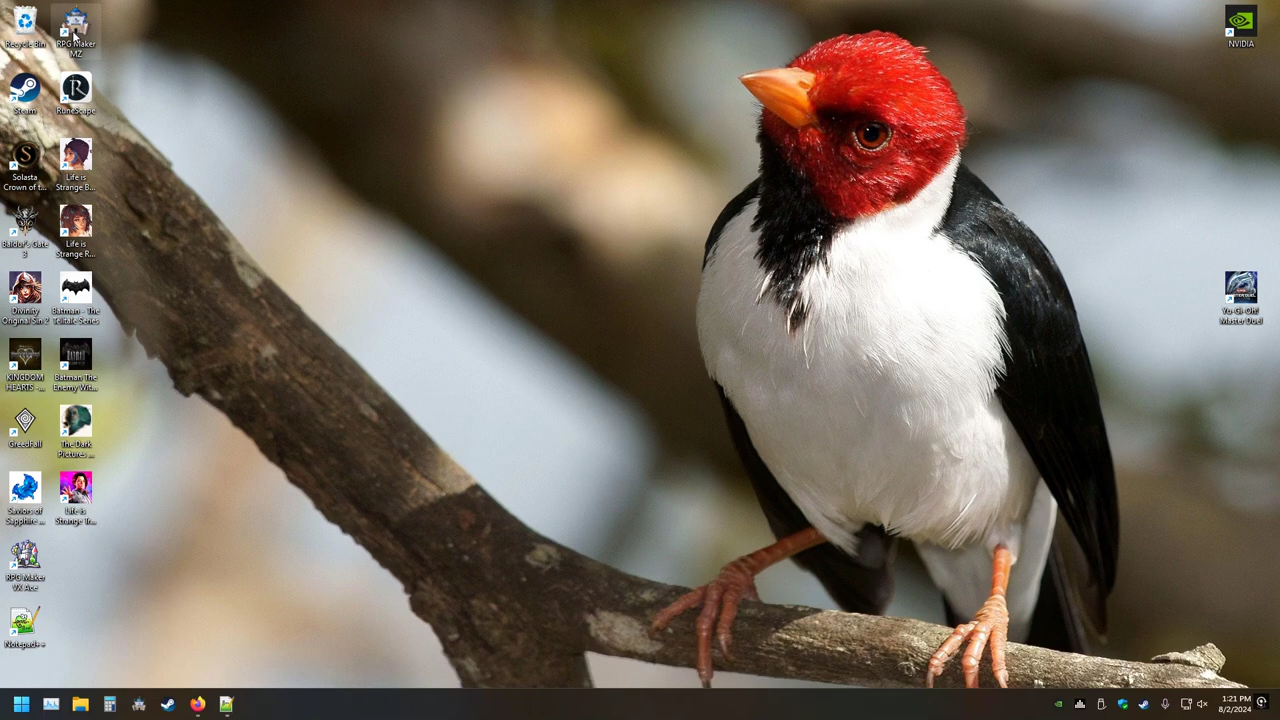 Recycle Bin
RPG Maker
MZ
NVIDIA
Steam
RuneScape
Solasta
Crown of t...
Life is
Strange B...
Baldur's Gate
3
Life is
Strange R...
Divinity
Original Sin 2
Batman - The
Telltale Series
Yu-Gi-Oh!
Master Duel
KINGDOM
HEARTS -...
Batman The
Enemy Wit...
GreedFall
The Dark
Pictures ...
Saviors of
Sapphire ...
Life is
Strange Tr...
RPG Maker
VX Ace
Notepad++
1:21 PM
8/2/2024